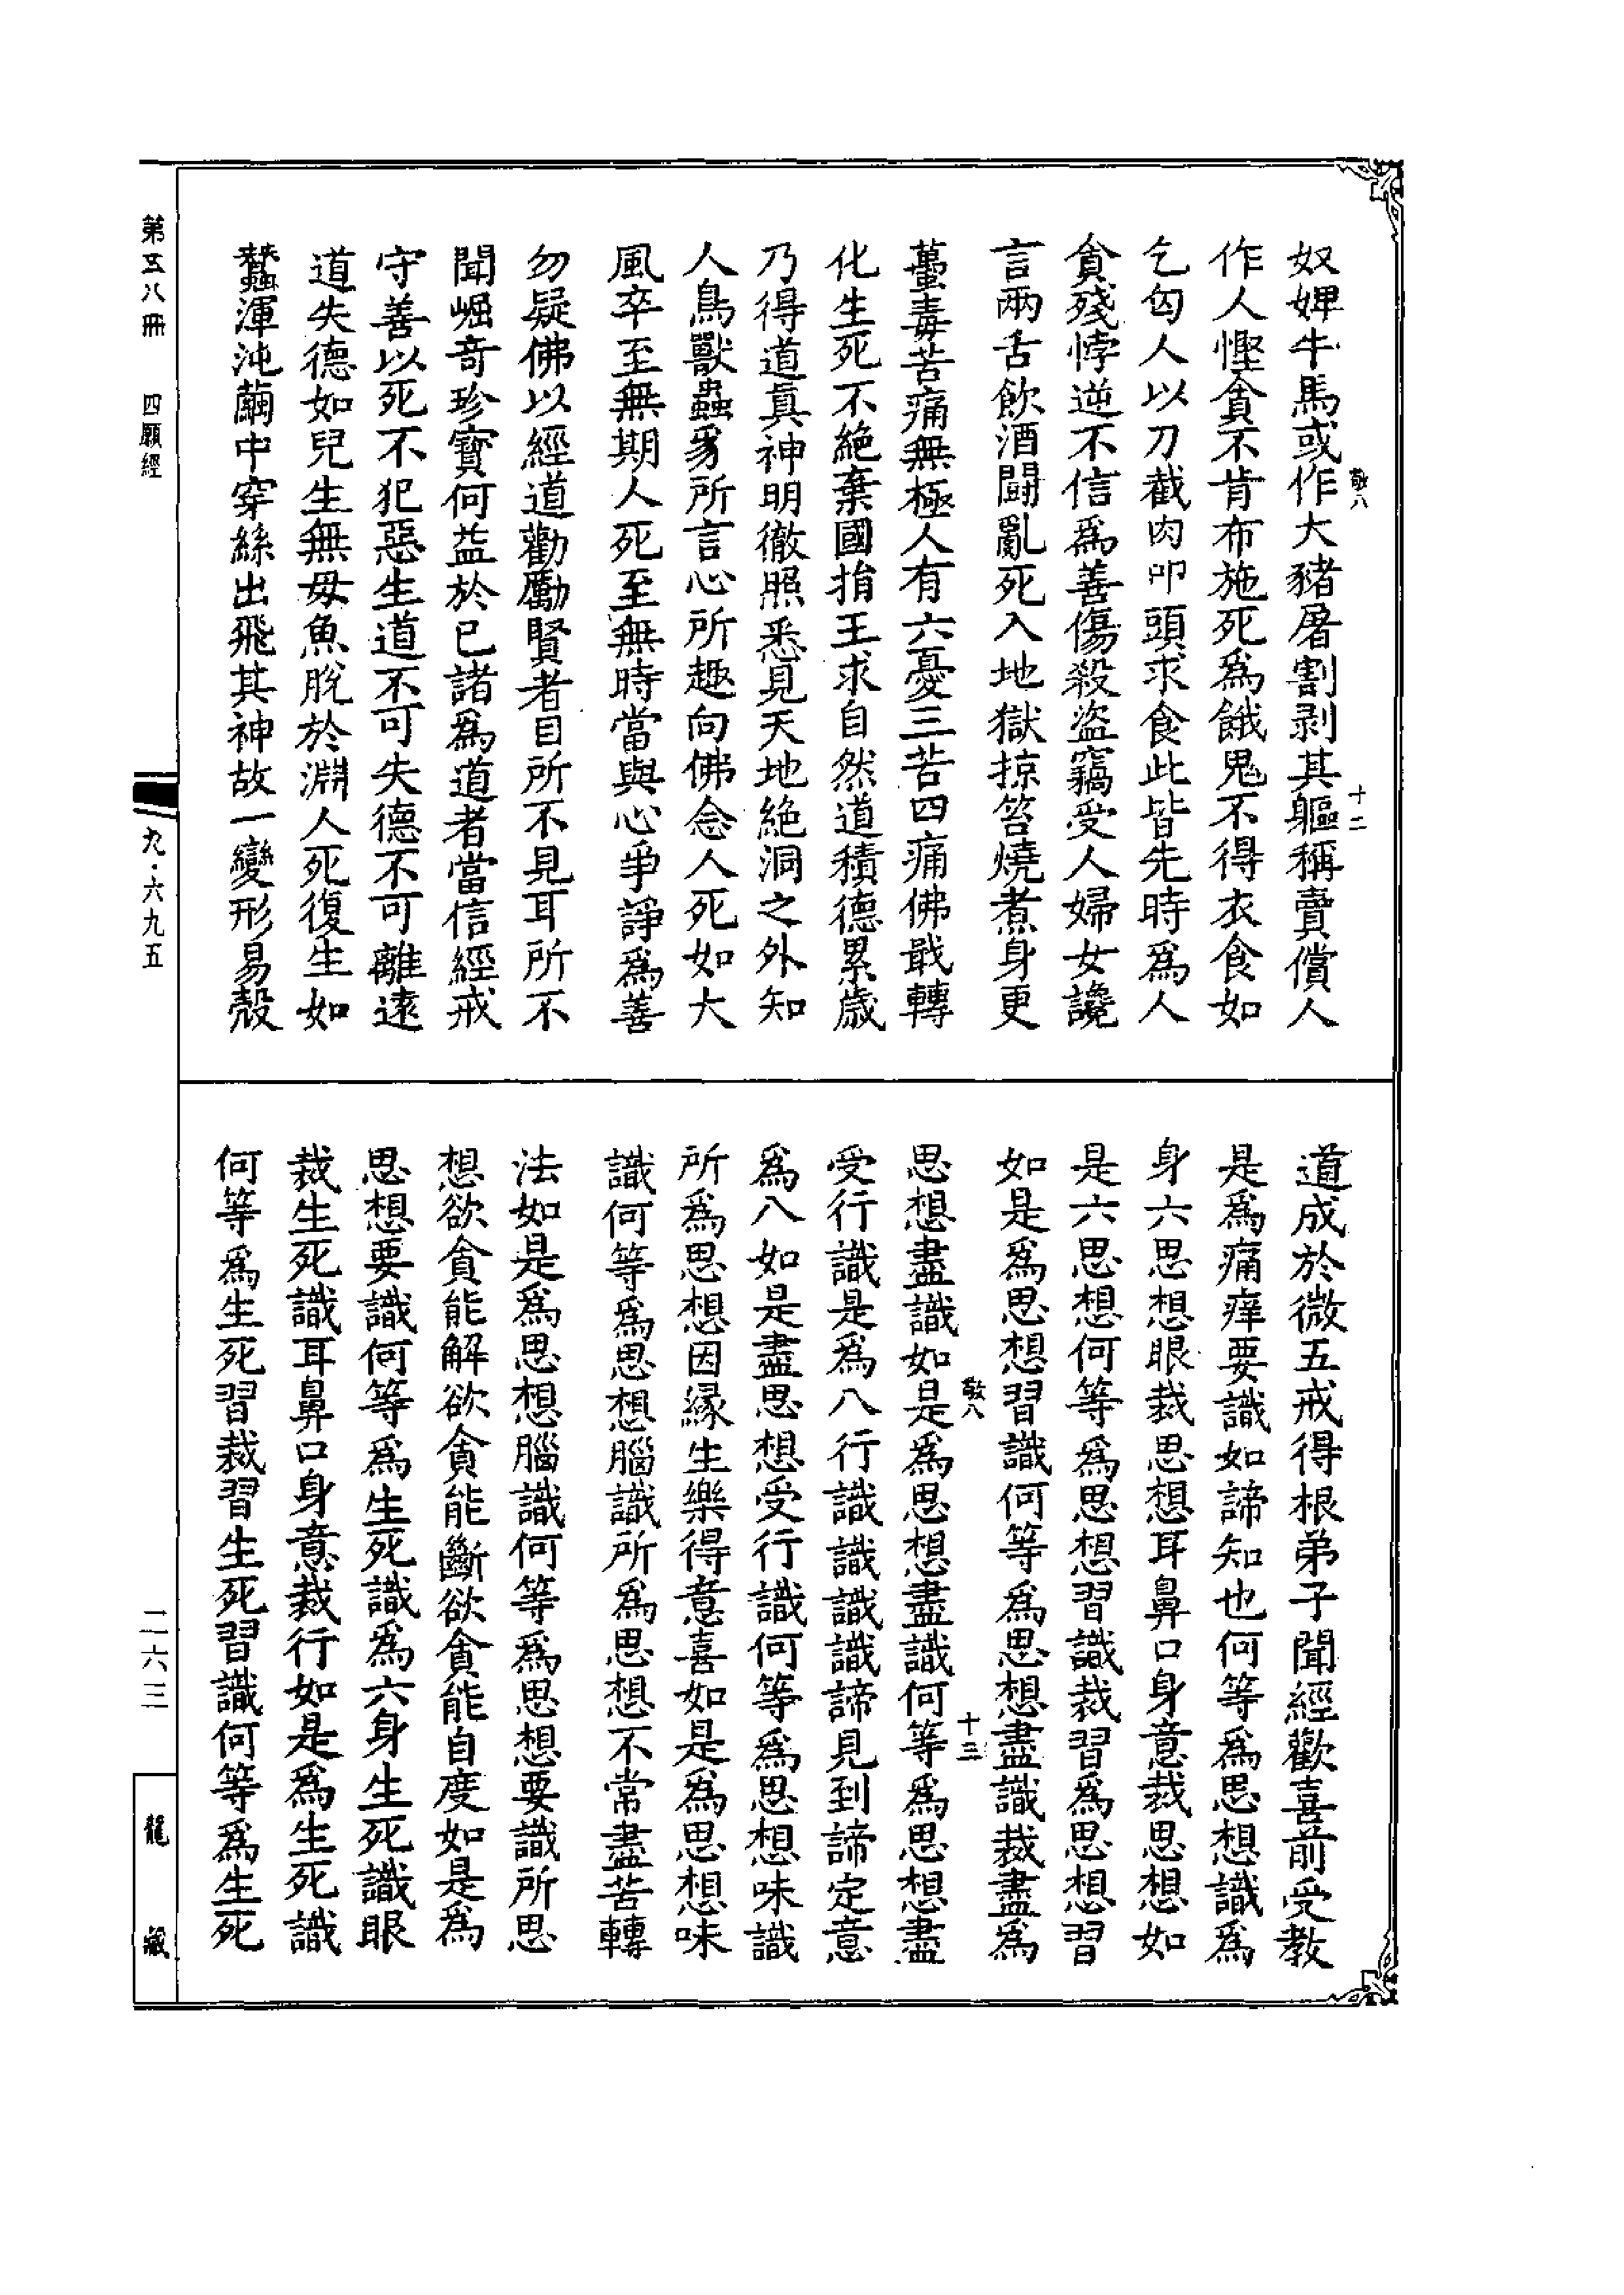 奴婢牛馬或作犬豬屠割剥其軀稱賣償人
敬八
十二
作人慳貪不肯布施死爲餓鬼不得衣食如
乞匃人以刀截肉叩頭求食此皆先時爲人
貪殘悖逆不信爲善傷殺盜竊受人婦女讒
言兩舌飲酒鬪亂死入地獄掠笞燒煮身更
蠆毒苦痛無極人有六憂三苦四痛佛戢轉
化生死不絶棄國捐王求自然道積德累歲
乃得道眞神明徹照悉見天地絶洞之外知
人鳥獸蟲豸所言心所趣向佛念人死如大
風卒至無期人死至無時當與心爭諍爲善
勿疑佛以經道勸勵賢者目所不見耳所不
聞崛奇珍寶何益於已諸爲道者當信經戒
守善以死不犯惡生道不可失德不可離遠
道失德如兒生無母魚脫於淵人死復生如
蠶渾沌繭中穿絲出飛其神故一變形易殼
道成於微五戒得根弟子聞經歡喜前受教
是爲痛痒要識如諦知也何等爲思想識爲
身六思想眼裁思想耳鼻口身意裁思想如
是六思想何等爲思想習識裁習爲思想習
如是爲思想習識何等爲思想盡識裁盡爲
敬八
十三
思想盡識如是爲思想盡識何等爲思想盡
受行識是爲八行識識識識諦見到諦定意
爲八如是盡思想受行識何等爲思想味識
所爲思想因緣生樂得意喜如是爲思想味
識何等爲思想腦識所爲思想不常盡苦轉
法如是爲思想腦識何等爲思想要識所思
想欲貪能解欲貪能斷欲貪能自度如是爲
思想要識何等爲生死識爲六身生死識眼
裁生死識耳鼻口身意裁行如是爲生死識
何等爲生死習裁習生死習識何等爲生死
第五八冊
四願經
九·六九五
二六三
龍藏